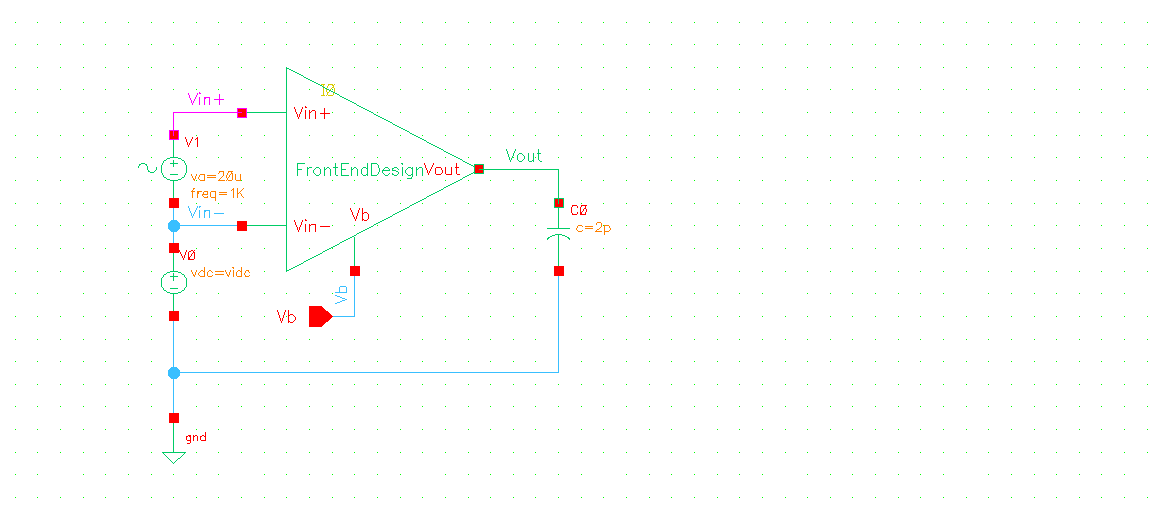 I0
Vin+
Vin+
V1
va=20u
freq=1K
FrontEndDesign
Vout
Vout
Vin-
Vin-
Vb
C0
c=2p
V0
vdc=vidc
Vb
Vb
gnd